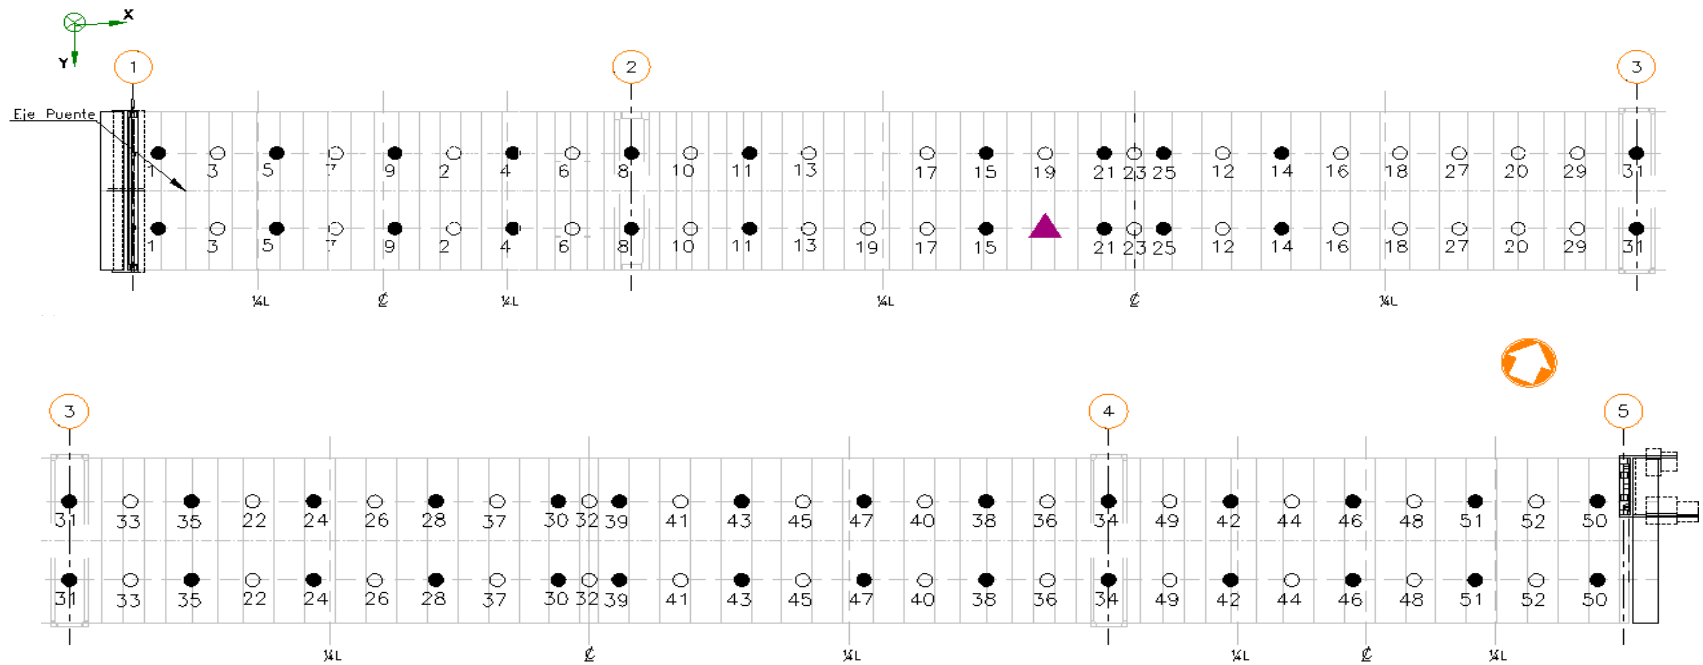 X
Y
1 2 3
Eje Puente
1 3 5 7 9 2 4 6 8 10 11 13 17 15 19 21 23 25 12 14 16 18 27 20 29 31
1 3 5 7 9 2 4 6 8 10 11 13 19 17 15 21 23 25 12 14 16 18 27 20 29 31
¼L ℄ ¼L ¼L ℄ ¼L
3 4 5
31 33 35 22 24 26 28 37 30 32 39 41 43 45 47 40 38 36 34 49 42 44 46 48 51 52 50
31 33 35 22 24 26 28 37 30 32 39 41 43 45 47 40 38 36 34 49 42 44 46 48 51 52 50
¼L ℄ ¼L ¼L ℄ ¼L